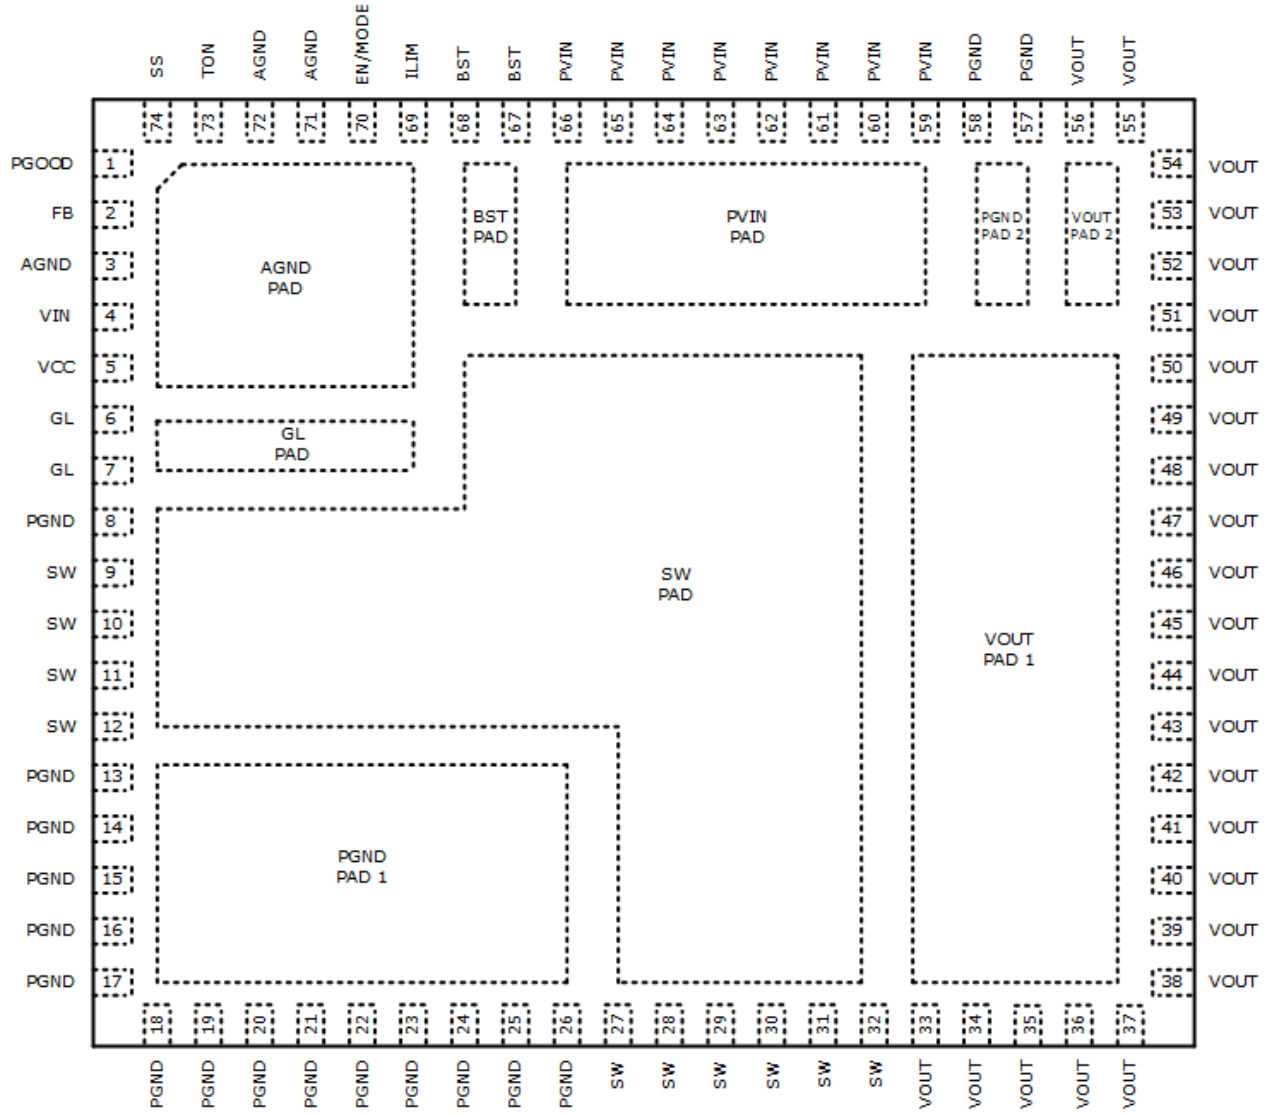 SS TON AGND AGND EN/MODE ILIM BST BST PVIN PVIN PVIN PVIN PVIN PVIN PVIN PVIN PGND PGND VOUT VOUT
74 73 72 71 70 69 68 67 66 65 64 63 62 61 60 59 58 57 56 55
PGOOD 1
FB 2
AGND 3
VIN 4
VCC 5
GL 6
GL 7
PGND 8
SW 9
SW 10
SW 11
SW 12
PGND 13
PGND 14
PGND 15
PGND 16
PGND 17
AGND
PAD
BST
PAD
PVIN
PAD
PGND
PAD 2
VOUT
PAD 2
GL
PAD
SW
PAD
VOUT
PAD 1
PGND
PAD 1
54 VOUT
53 VOUT
52 VOUT
51 VOUT
50 VOUT
49 VOUT
48 VOUT
47 VOUT
46 VOUT
45 VOUT
44 VOUT
43 VOUT
42 VOUT
41 VOUT
40 VOUT
39 VOUT
38 VOUT
18 19 20 21 22 23 24 25 26 27 28 29 30 31 32 33 34 35 36 37
PGND PGND PGND PGND PGND PGND PGND PGND PGND SW SW SW SW SW SW VOUT VOUT VOUT VOUT VOUT